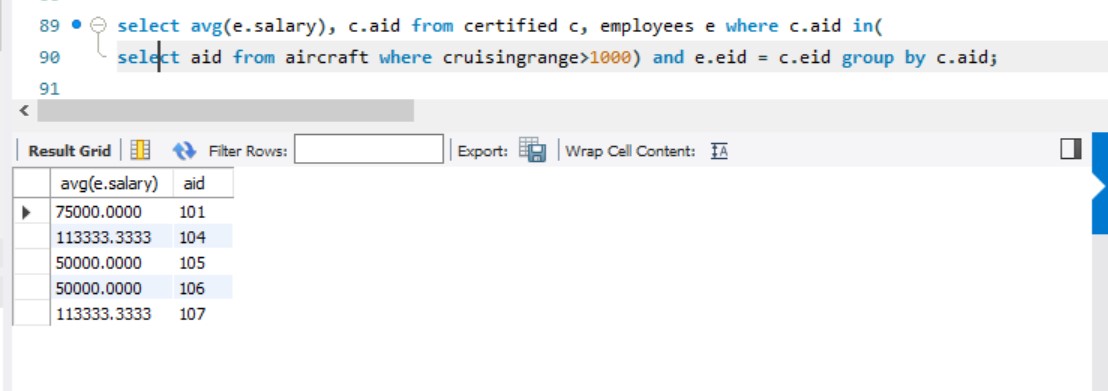 89 select avg(e.salary), c.aid from certified c, employees e where c.aid in(
90 select aid from aircraft where cruisingrange>1000) and e.eid = c.eid group by c.aid;
91
Result Grid Filter Rows: Export: Wrap Cell Content:
avg(e.salary) aid
75000.0000 101
113333.3333 104
50000.0000 105
50000.0000 106
113333.3333 107